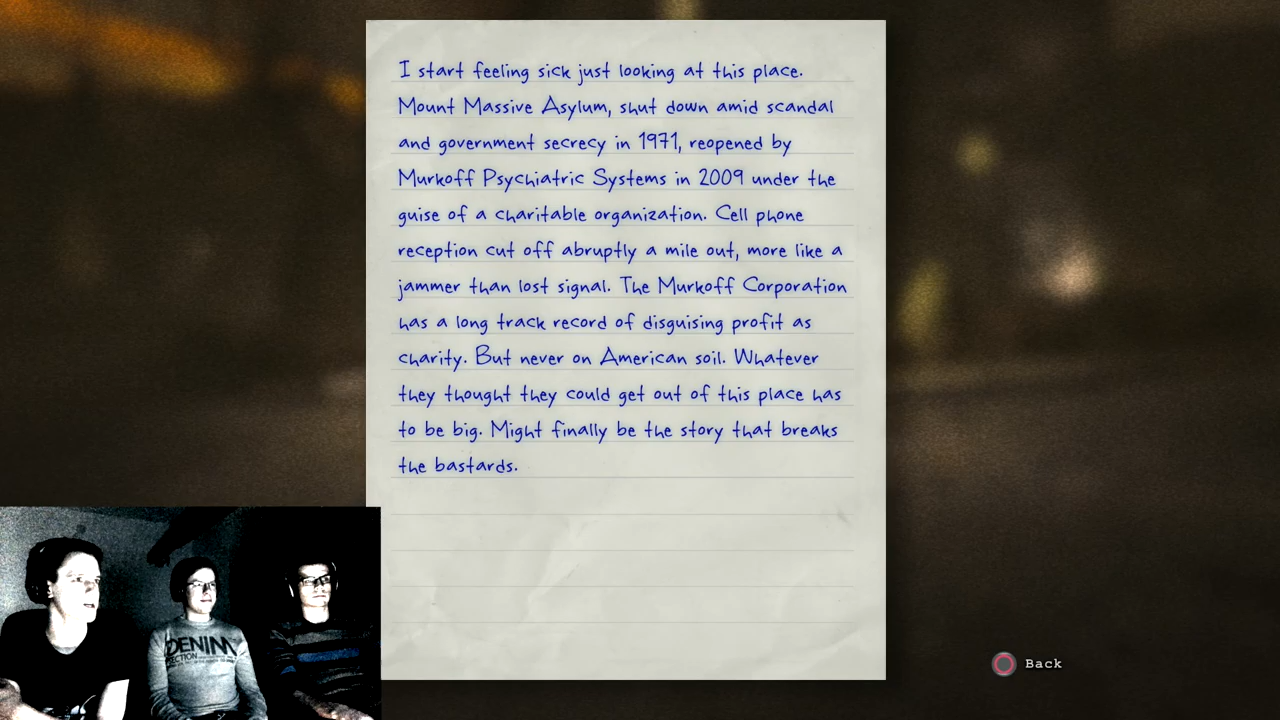 I start feeling sick just looking at this place.
Mount Massive Asylum, shut down amid scandal
and government secrecy in 1971, reopened by
Murkoff Psychiatric Systems in 2009 under the
guise of a charitable organization. Cell phone
reception cut off abruptly a mile out, more like a
jammer than lost signal. The Murkoff Corporation
has a long track record of disguising profit as
charity. But never on American soil. Whatever
they thought they could get out of this place has
to be big. Might finally be the story that breaks
the bastards.
Back
DENIM
SECTION